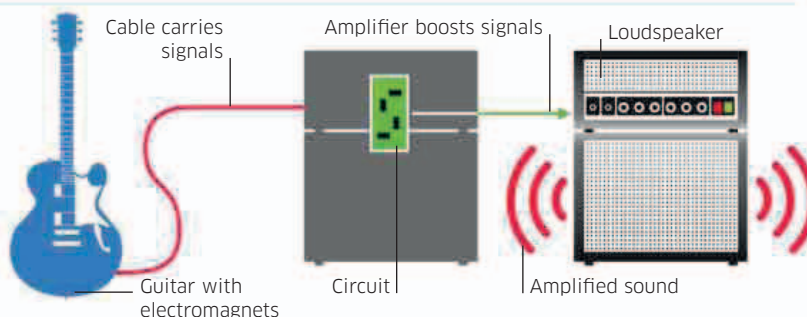 Cable carries
signals
Amplifier boosts signals
Loudspeaker
Guitar with
electromagnets
Circuit
Amplified sound